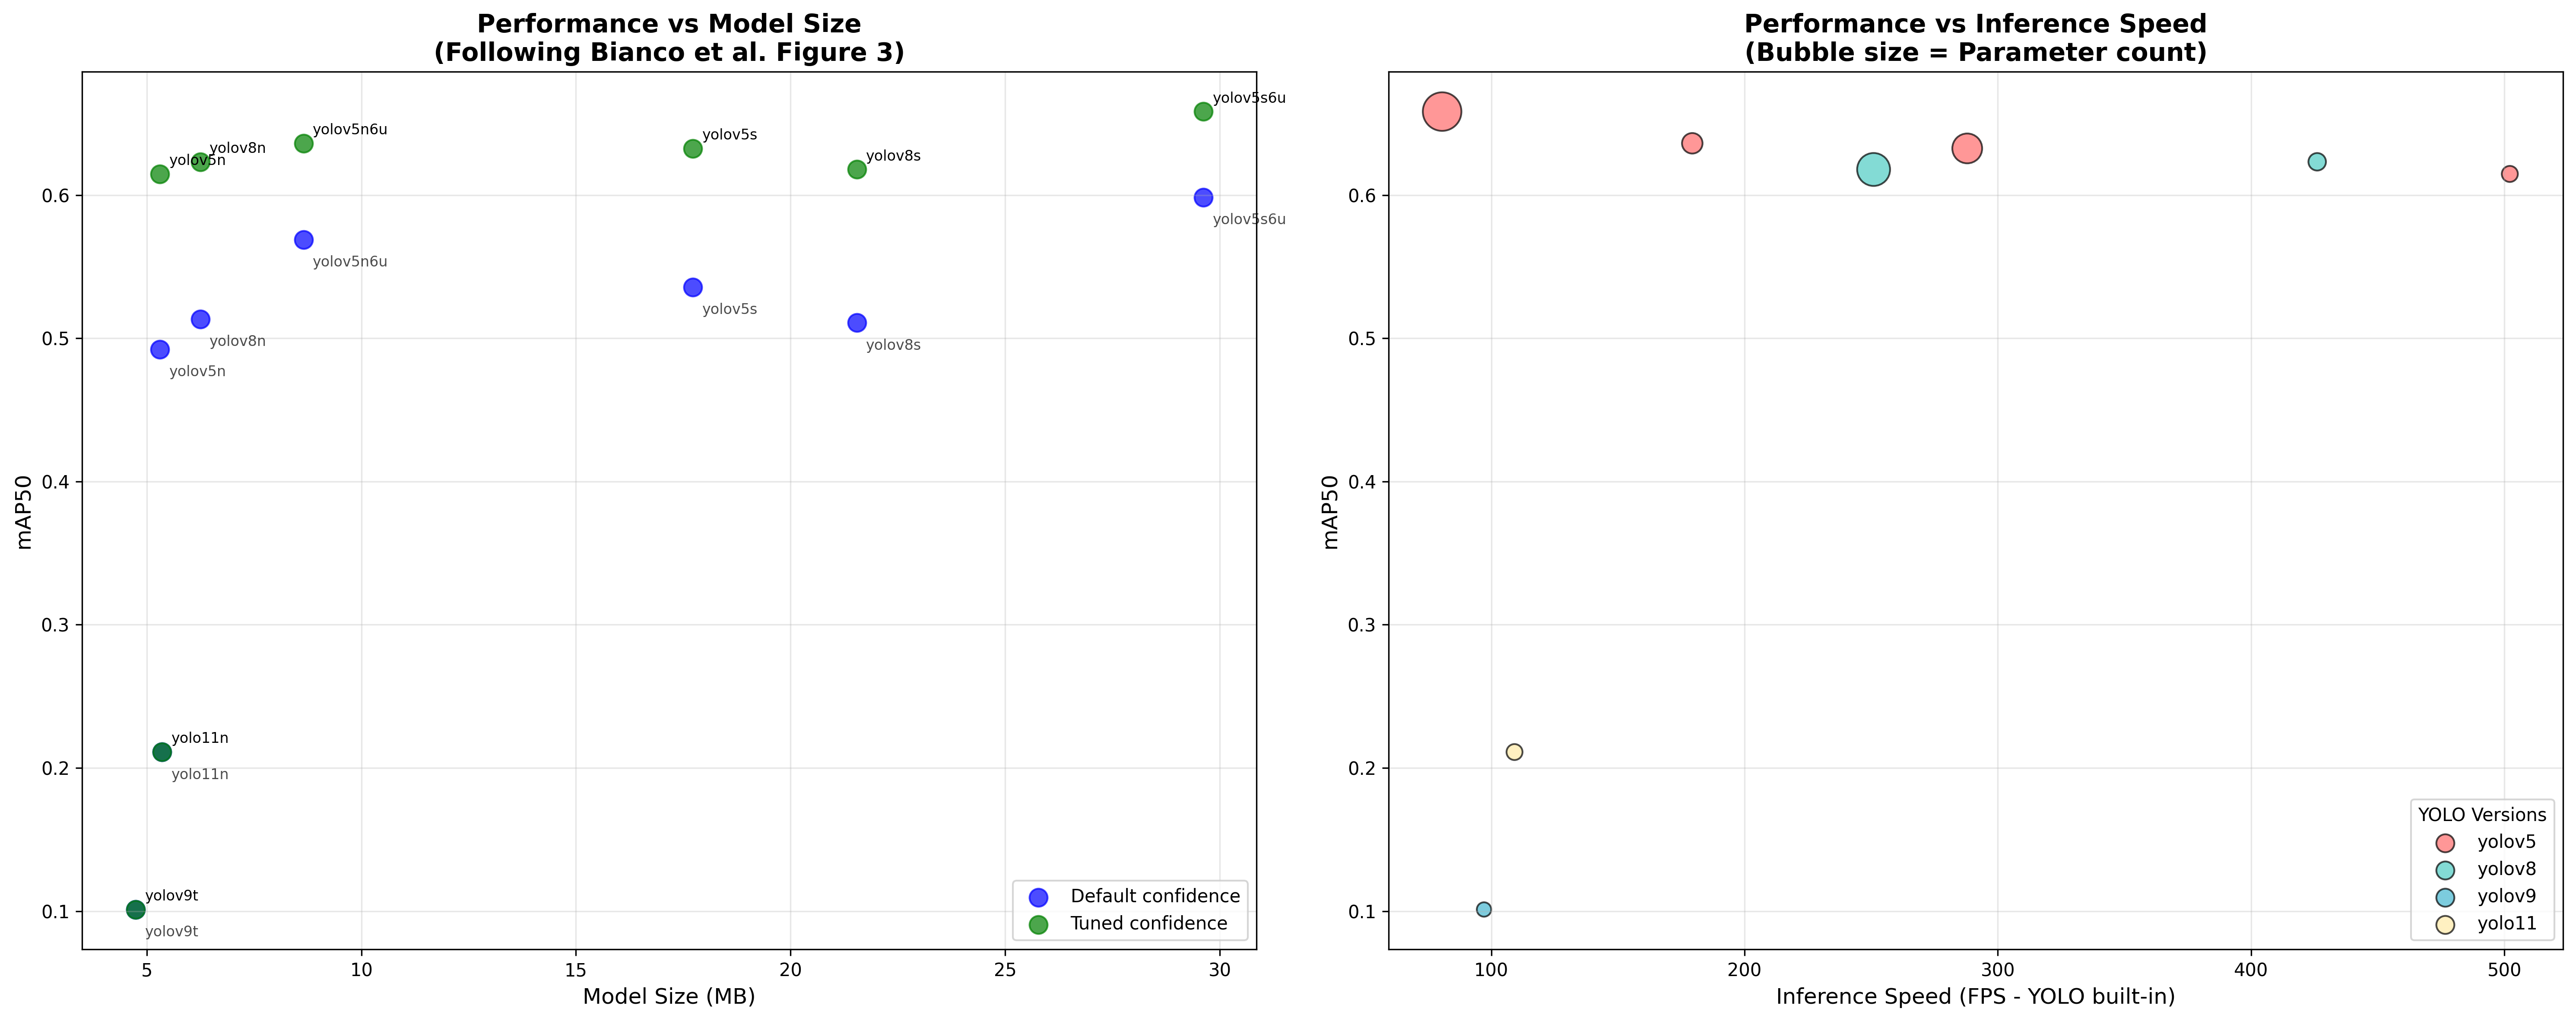 Performance vs Model Size
(Following Bianco et al. Figure 3)
mAP50
0.6
0.5
0.4
0.3
0.2
0.1
yolov5s6u
yolov5n6u
yolov5s
yolov8n
yolov8s
yolov5n
yolov5s6u
yolov5n6u
yolov5s
yolov8n
yolov8s
yolov5n
yolo11n
yolo11n
yolov9t
yolov9t
Default confidence
Tuned confidence
5
10
15
20
25
30
Model Size (MB)
Performance vs Inference Speed
(Bubble size = Parameter count)
mAP50
0.6
0.5
0.4
0.3
0.2
0.1
YOLO Versions
yolov5
yolov8
yolov9
yolo11
100
200
300
400
500
Inference Speed (FPS - YOLO built-in)